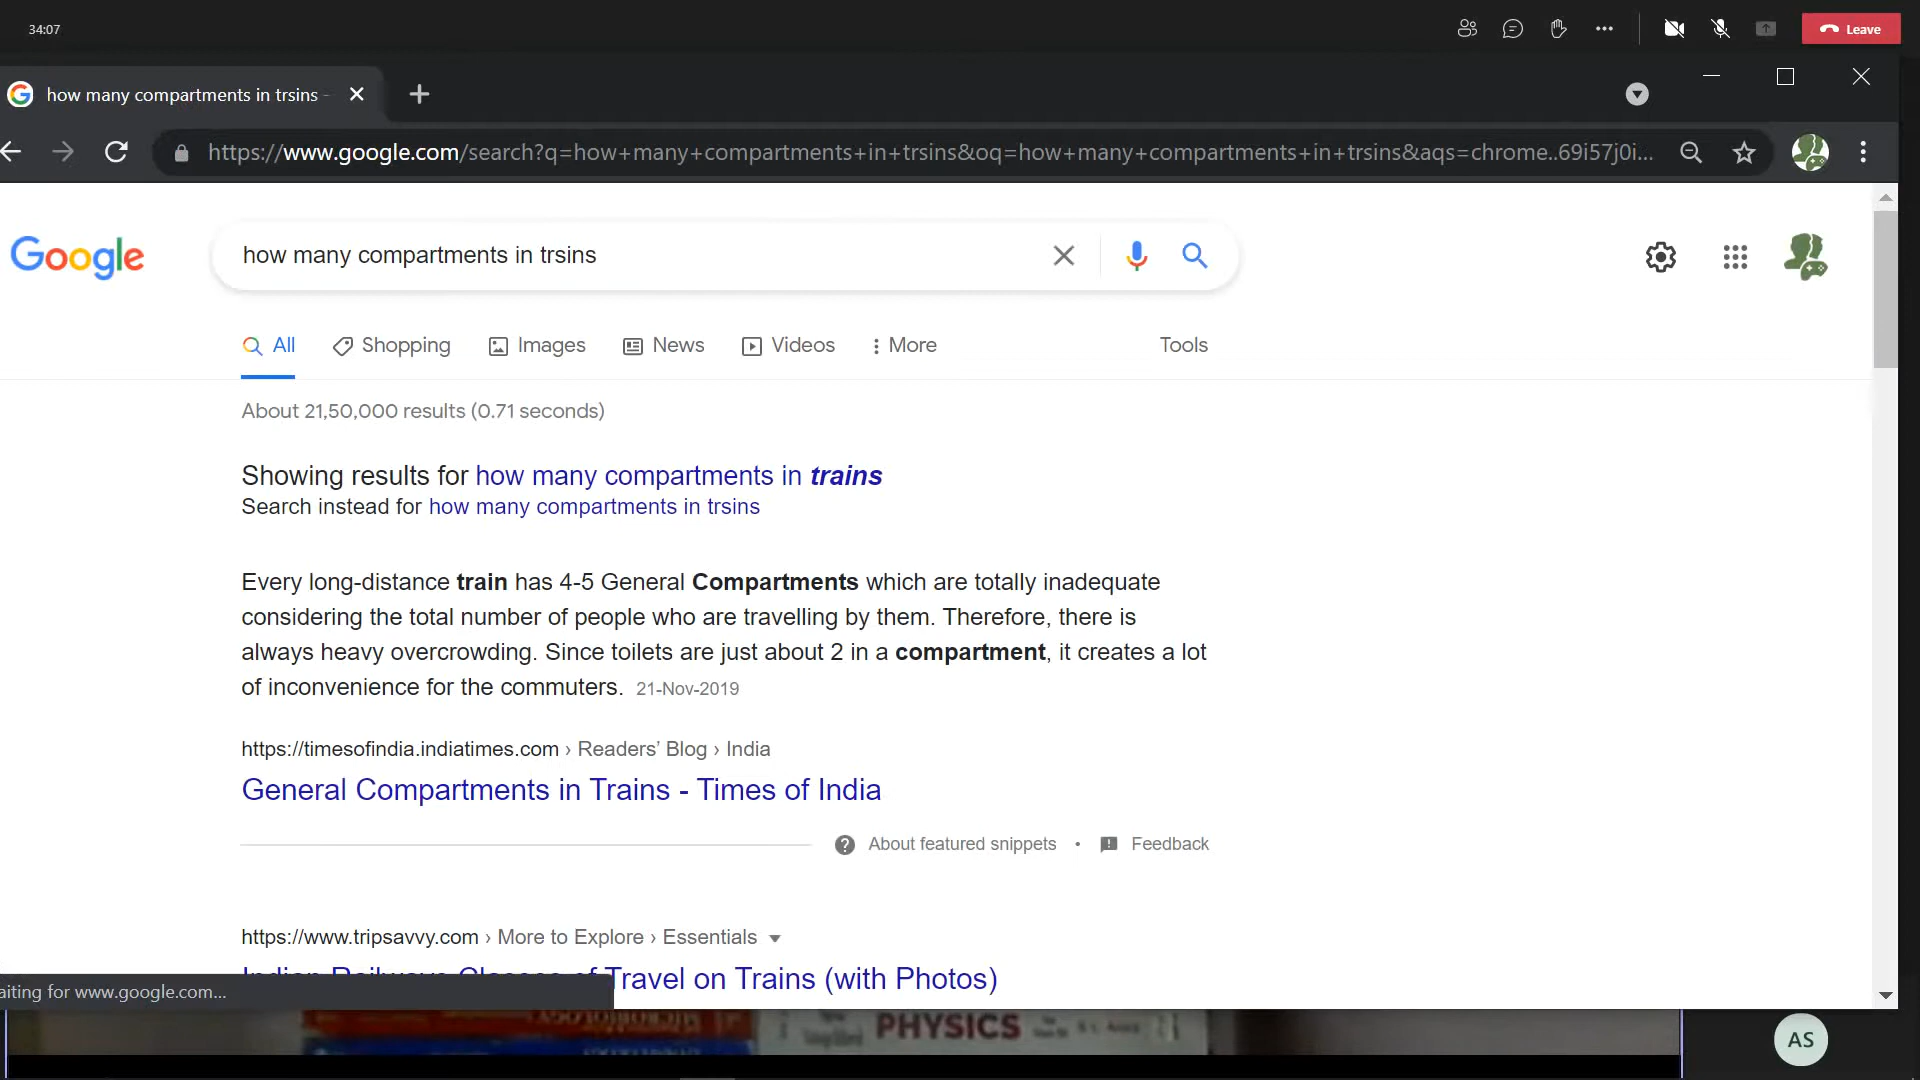 34:07
Leave
how many compartments in trsins -
https://www.google.com/search?q=how+many+compartments+in+trsins&oq=how+many+compartments+in+trsins&aqs=chrome..69i57j0i...
Google
how many compartments in trsins
All
Shopping
Images
News
Videos
More
Tools
About 21,50,000 results (0.71 seconds)
Showing results for how many compartments in trains
Search instead for how many compartments in trsins
Every long-distance train has 4-5 General Compartments which are totally inadequate
considering the total number of people who are travelling by them. Therefore, there is
always heavy overcrowding. Since toilets are just about 2 in a compartment, it creates a lot
of inconvenience for the commuters. 21-Nov-2019
https://timesofindia.indiatimes.com › Readers' Blog › India
General Compartments in Trains - Times of India
About featured snippets • Feedback
https://www.tripsavvy.com › More to Explore › Essentials
Indian Railways Classes of Travel on Trains (with Photos)
aiting for www.google.com...
PHYSICS
AS